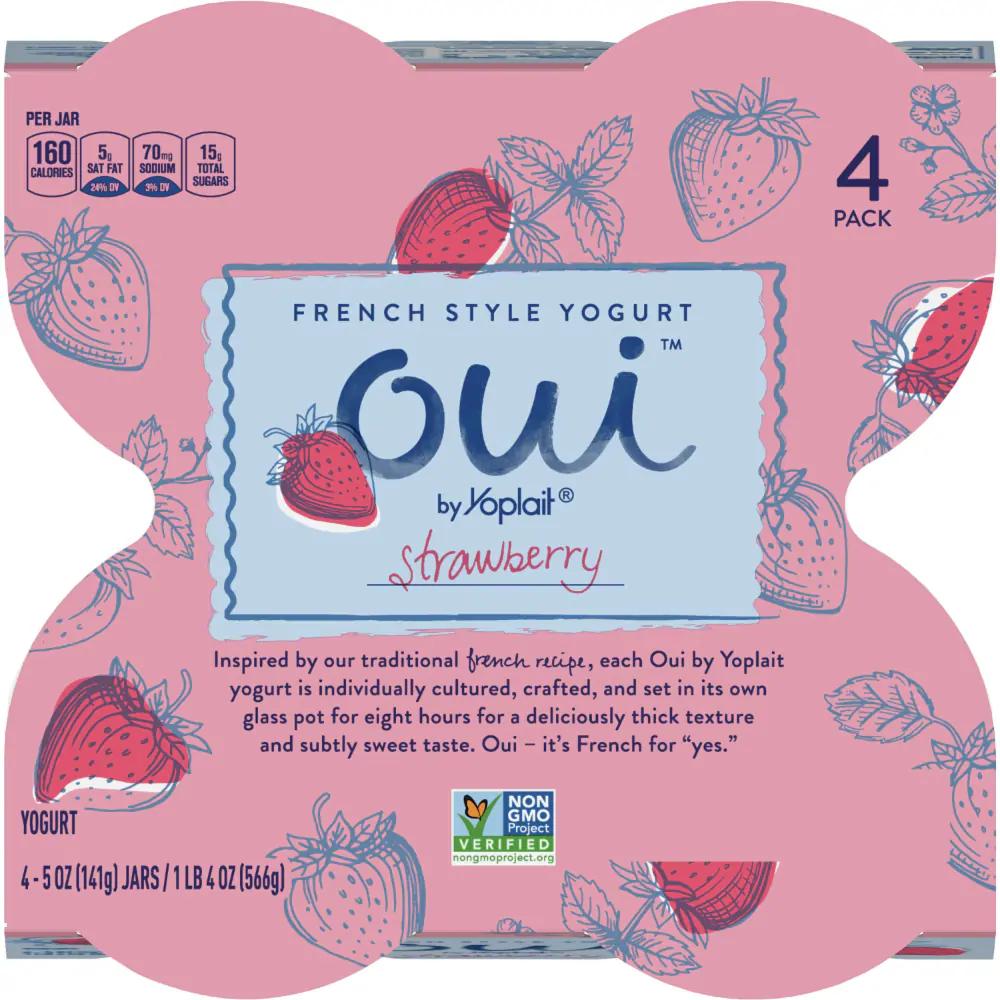 PER JAR
160 CALORIES
5g SAT FAT 24% DV
70mg SODIUM 3% DV
15g TOTAL SUGARS
4
PACK
FRENCH STYLE YOGURT
Oui™
by Yoplait®
strawberry
Inspired by our traditional french recipe, each Oui by Yoplait
yogurt is individually cultured, crafted, and set in its own
glass pot for eight hours for a deliciously thick texture
and subtly sweet taste. Oui – it's French for "yes."
NON
GMO
Project
VERIFIED
nongmoproject.org
YOGURT
4 - 5 OZ (141g) JARS / 1 LB 4 OZ (566g)